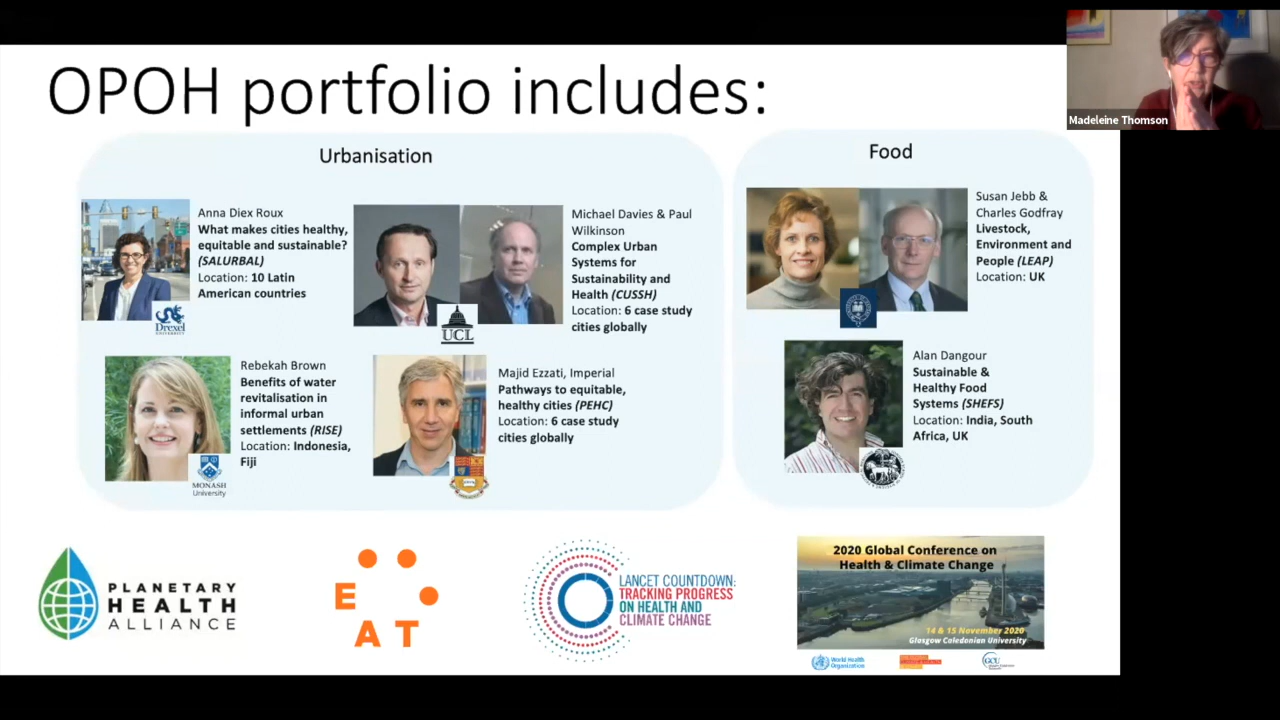 OPOH portfolio includes:
Madeleine Thomson
Urbanisation
Anna Diex Roux
What makes cities healthy,
equitable and sustainable?
(SALURBAL)
Location: 10 Latin
American countries
Drexel
UNIVERSITY
Michael Davies & Paul
Wilkinson
Complex Urban
Systems for
Sustainability and
Health (CUSSH)
Location: 6 case study
cities globally
UCL
Rebekah Brown
Benefits of water
revitalisation in
informal urban
settlements (RISE)
Location: Indonesia,
Fiji
MONASH
University
Majid Ezzati, Imperial
Pathways to equitable,
healthy cities (PEHC)
Location: 6 case study
cities globally
Food
Susan Jebb &
Charles Godfray
Livestock,
Environment and
People (LEAP)
Location: UK
Alan Dangour
Sustainable &
Healthy Food
Systems (SHEFS)
Location: India, South
Africa, UK
PLANETARY
HEALTH
ALLIANCE
E
AT
LANCET COUNTDOWN:
TRACKING PROGRESS
ON HEALTH AND
CLIMATE CHANGE
2020 Global Conference on
Health & Climate Change
14 & 15 November 2020
Glasgow Caledonian University
World Health
Organization
GCU